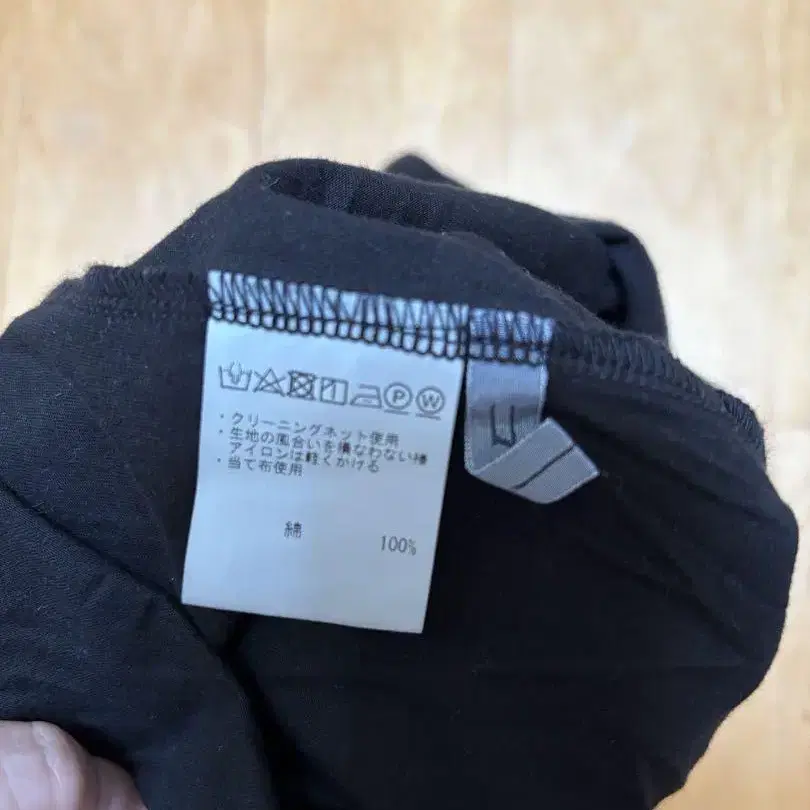 P W
・クリーニングネット使用
・生地の風合いを損なわない様
アイロンは軽くかける
・当て布使用
綿 100%